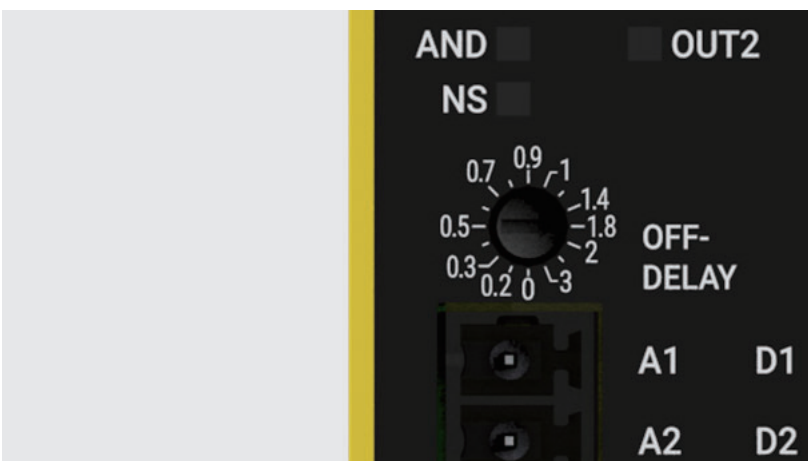 AND OUT2
NS
0.9
0.7 1
1.4
0.5 1.8
2
0.3 3
0.2 0
OFF-
DELAY
A1 D1
A2 D2